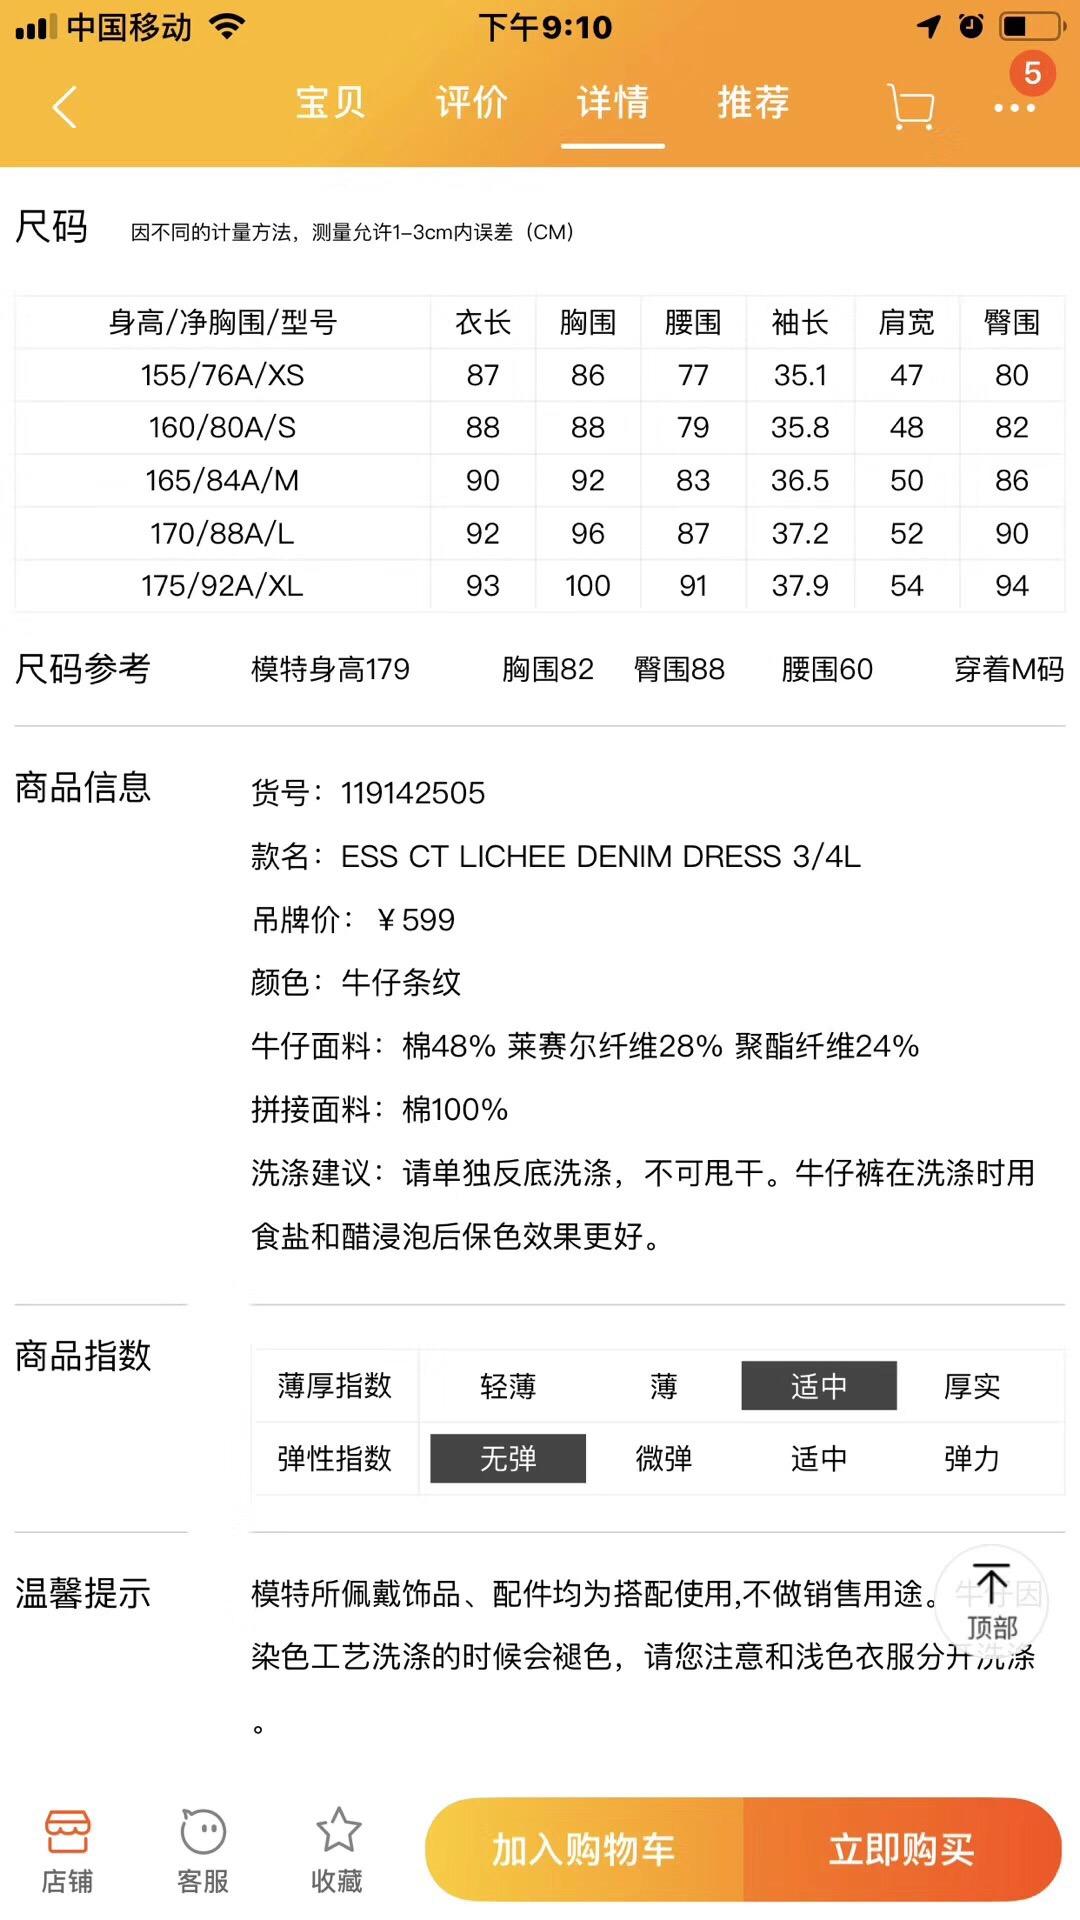 中国移动 下午9:10
5
宝贝 评价 详情 推荐
尺码 因不同的计量方法，测量允许1-3cm内误差（CM）
身高/净胸围/型号 衣长 胸围 腰围 袖长 肩宽 臀围
155/76A/XS 87 86 77 35.1 47 80
160/80A/S 88 88 79 35.8 48 82
165/84A/M 90 92 83 36.5 50 86
170/88A/L 92 96 87 37.2 52 90
175/92A/XL 93 100 91 37.9 54 94
尺码参考 模特身高179 胸围82 臀围88 腰围60 穿着M码
商品信息 货号：119142505
款名：ESS CT LICHEE DENIM DRESS 3/4L
吊牌价：￥599
颜色：牛仔条纹
牛仔面料：棉48% 莱赛尔纤维28% 聚酯纤维24%
拼接面料：棉100%
洗涤建议：请单独反底洗涤，不可甩干。牛仔裤在洗涤时用
食盐和醋浸泡后保色效果更好。
商品指数 薄厚指数 轻薄 薄 适中 厚实
弹性指数 无弹 微弹 适中 弹力
温馨提示 模特所佩戴饰品、配件均为搭配使用,不做销售用途。牛仔因
染色工艺洗涤的时候会褪色，请您注意和浅色衣服分开洗涤
。
顶部
店铺 客服 收藏 加入购物车 立即购买